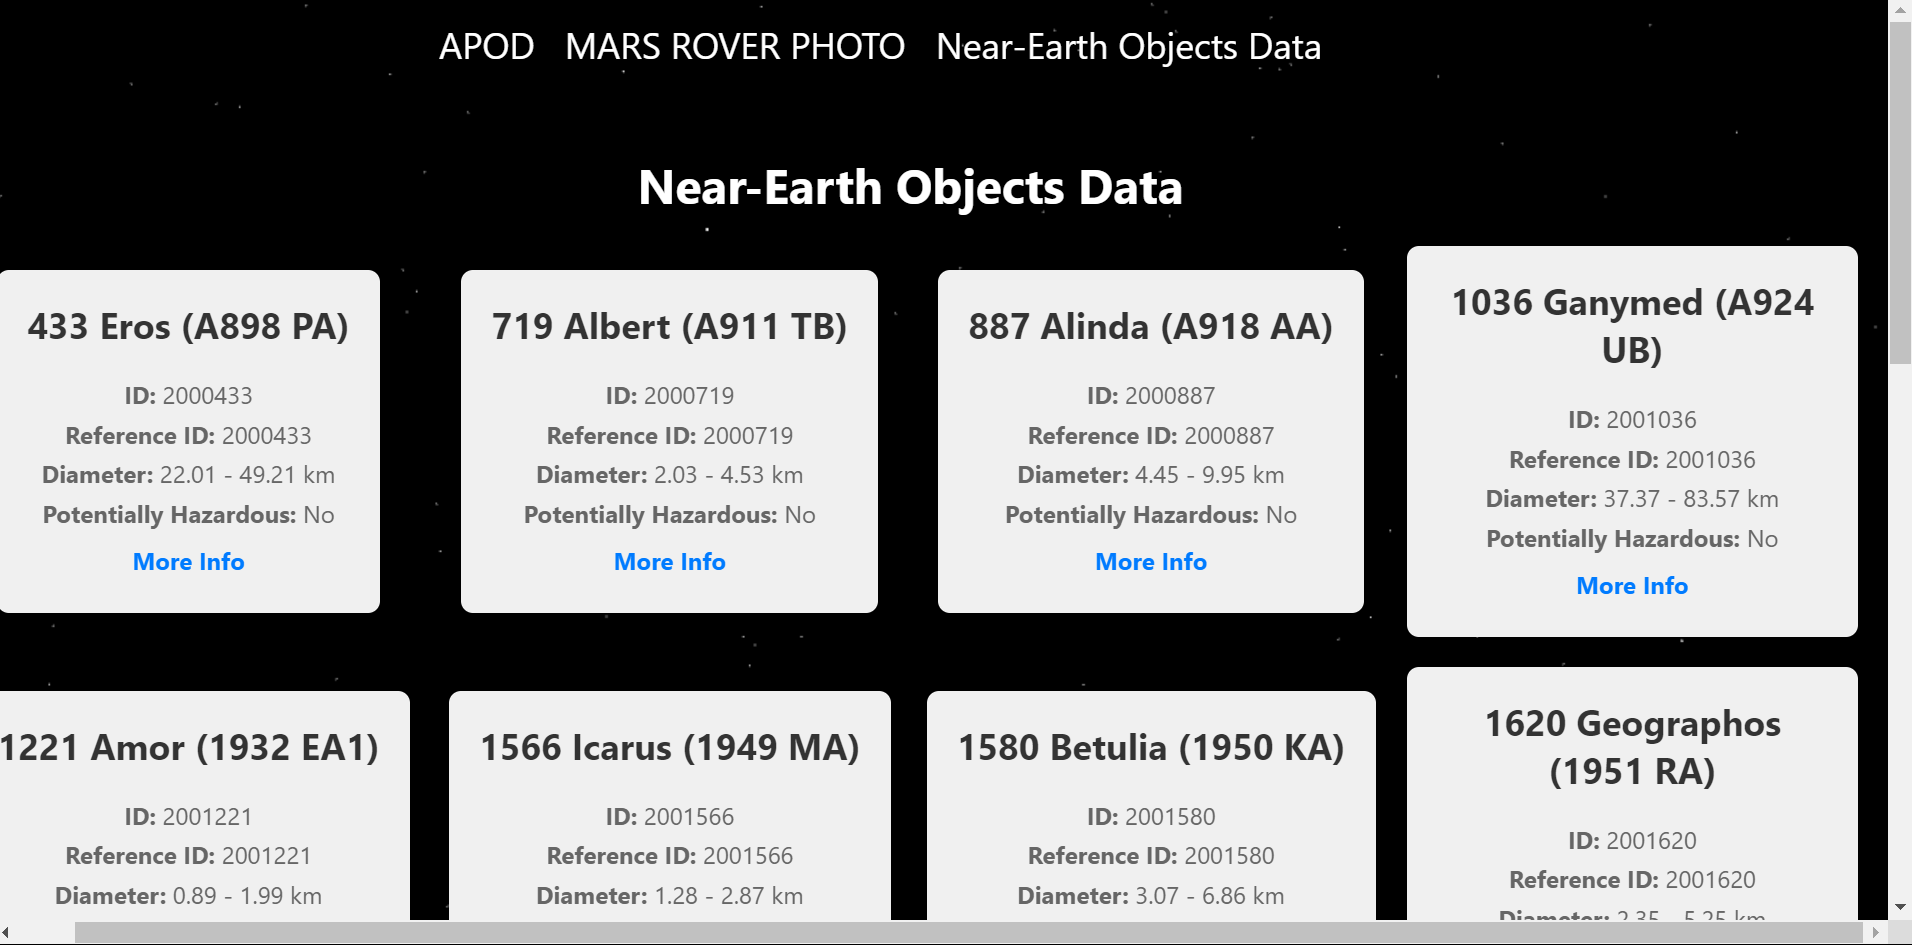 APOD MARS ROVER PHOTO Near-Earth Objects Data
Near-Earth Objects Data
433 Eros (A898 PA)
ID: 2000433
Reference ID: 2000433
Diameter: 22.01 - 49.21 km
Potentially Hazardous: No
More Info
719 Albert (A911 TB)
ID: 2000719
Reference ID: 2000719
Diameter: 2.03 - 4.53 km
Potentially Hazardous: No
More Info
887 Alinda (A918 AA)
ID: 2000887
Reference ID: 2000887
Diameter: 4.45 - 9.95 km
Potentially Hazardous: No
More Info
1036 Ganymed (A924
UB)
ID: 2001036
Reference ID: 2001036
Diameter: 37.37 - 83.57 km
Potentially Hazardous: No
More Info
1221 Amor (1932 EA1)
ID: 2001221
Reference ID: 2001221
Diameter: 0.89 - 1.99 km
1566 Icarus (1949 MA)
ID: 2001566
Reference ID: 2001566
Diameter: 1.28 - 2.87 km
1580 Betulia (1950 KA)
ID: 2001580
Reference ID: 2001580
Diameter: 3.07 - 6.86 km
1620 Geographos
(1951 RA)
ID: 2001620
Reference ID: 2001620
Diameter: 2.35 - 5.25 km